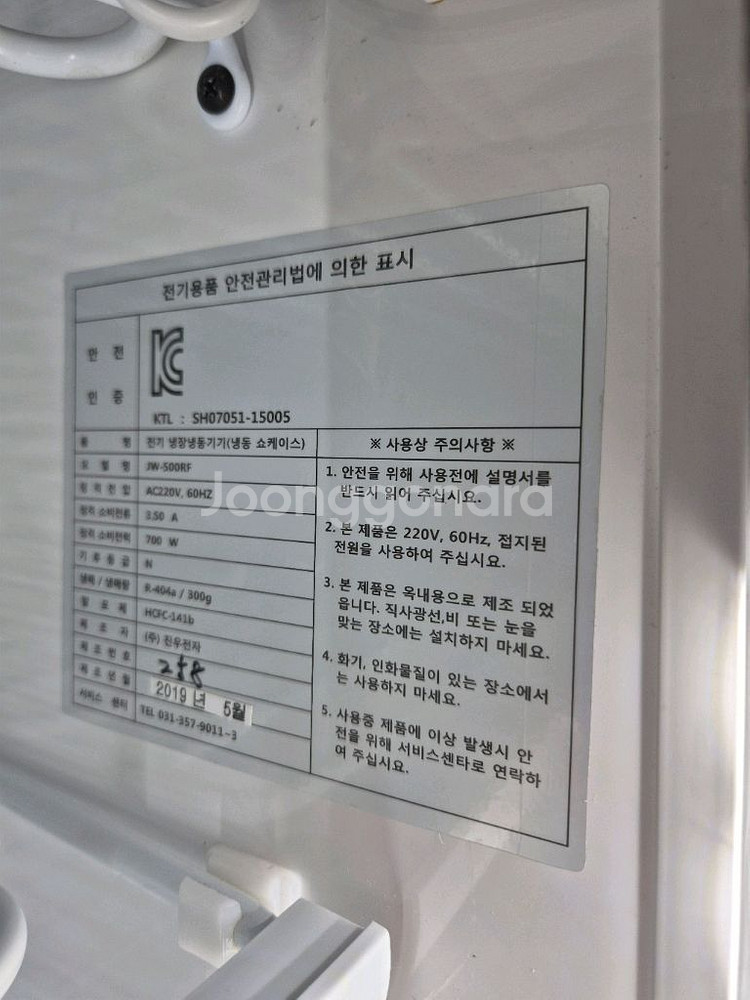 전기용품 안전관리법에 의한 표시
안 전
인 증
KTL : SH07051-15005
품 명 전기 냉장냉동기기(냉동 쇼케이스)
모 델 명 JW-500RF
정 격 전 압 AC220V, 60HZ
정격 소비전류 3.50 A
정격 소비전력 700 W
기 후 등 급 N
냉매 / 냉매량 R-404a / 300g
발 포 제 HCFC-141b
제 조 자 (주) 진우전자
제 조 번 호 258
제 조 년 월 2019 년 5월
서비스 센터 TEL 031-357-9011~3
※ 사용상 주의사항 ※
1. 안전을 위해 사용전에 설명서를
반드시 읽어 주십시요.
2. 본 제품은 220V, 60Hz, 접지된
전원을 사용하여 주십시요.
3. 본 제품은 옥내용으로 제조 되었
읍니다. 직사광선,비 또는 눈을
맞는 장소에는 설치하지 마세요.
4. 화기, 인화물질이 있는 장소에서
는 사용하지 마세요.
5. 사용중 제품에 이상 발생시 안
전을 위해 서비스센타로 연락하
여 주십시요.
Joonggonara